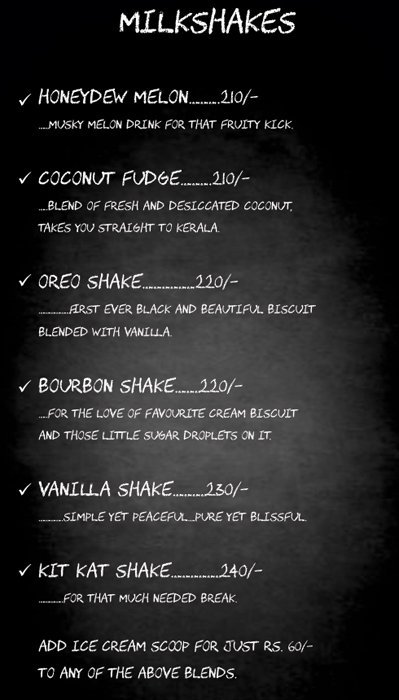 MILKSHAKES
✓ HONEYDEW MELON..........210/-
....MUSKY MELON DRINK FOR THAT FRUITY KICK.
✓ COCONUT FUDGE..........210/-
....BLEND OF FRESH AND DESICCATED COCONUT,
TAKES YOU STRAIGHT TO KERALA.
✓ OREO SHAKE.................220/-
...............FIRST EVER BLACK AND BEAUTIFUL BISCUIT
BLENDED WITH VANILLA.
✓ BOURBON SHAKE........220/-
....FOR THE LOVE OF FAVOURITE CREAM BISCUIT
AND THOSE LITTLE SUGAR DROPLETS ON IT.
✓ VANILLA SHAKE..........230/-
..........SIMPLE YET PEACEFUL...PURE YET BLISSFUL.
✓ KIT KAT SHAKE...............240/-
..........FOR THAT MUCH NEEDED BREAK.
ADD ICE CREAM SCOOP FOR JUST RS. 60/-
TO ANY OF THE ABOVE BLENDS.